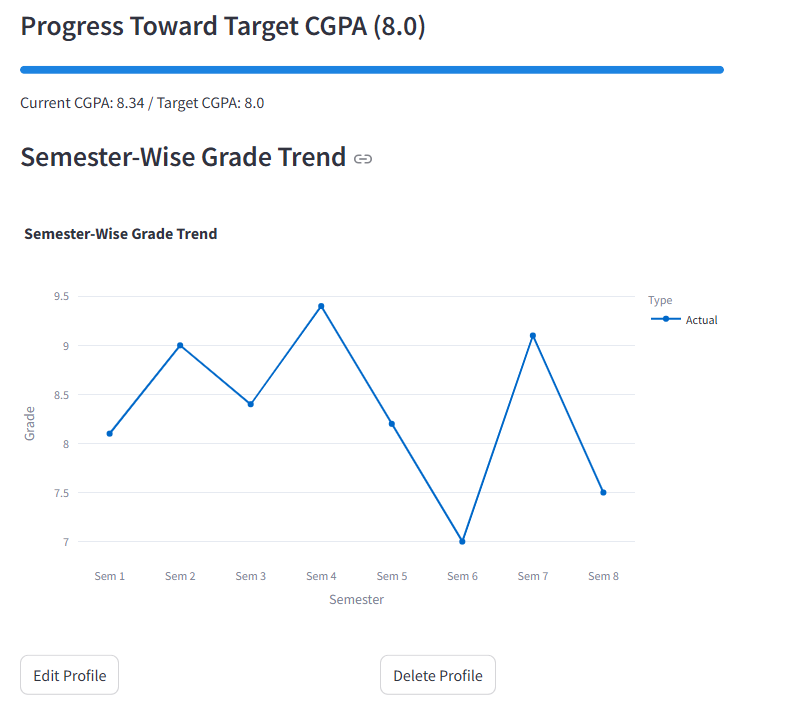 Progress Toward Target CGPA (8.0)
Current CGPA: 8.34 / Target CGPA: 8.0
Semester-Wise Grade Trend
Semester-Wise Grade Trend
9.5
9
8.5
8
7.5
7
Grade
Sem 1 Sem 2 Sem 3 Sem 4 Sem 5 Sem 6 Sem 7 Sem 8
Semester
Type
Actual
Edit Profile
Delete Profile